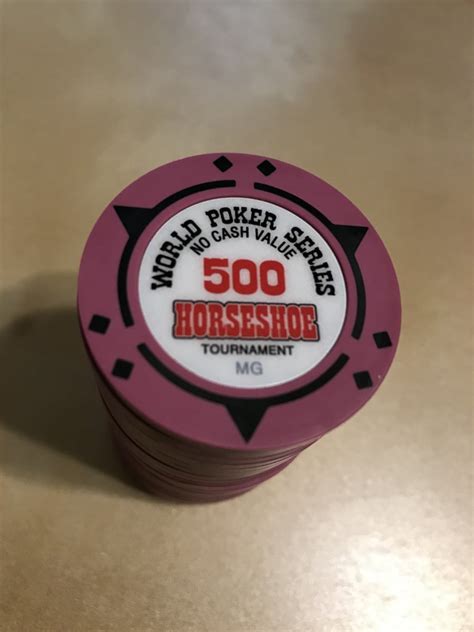 WORLD POKER SERIES
NO CASH VALUE
500
HORSESHOE
TOURNAMENT
MG